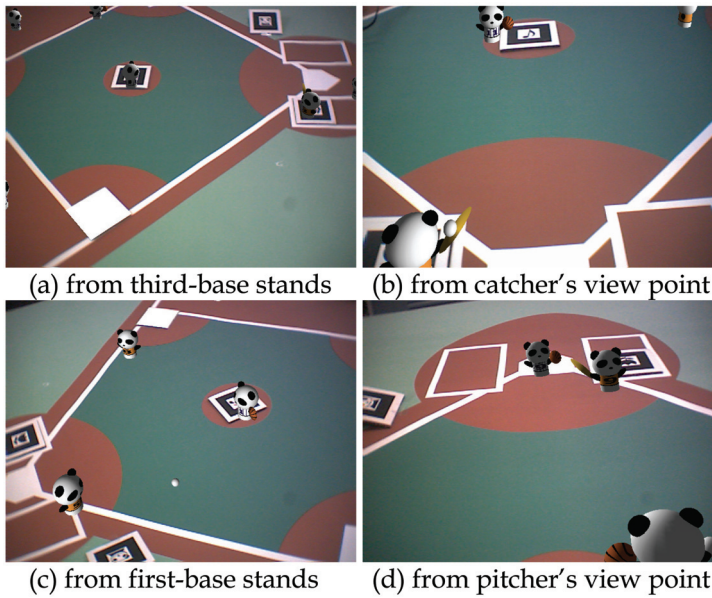 (a) from third-base stands
(b) from catcher's view point
(c) from first-base stands
(d) from pitcher's view point